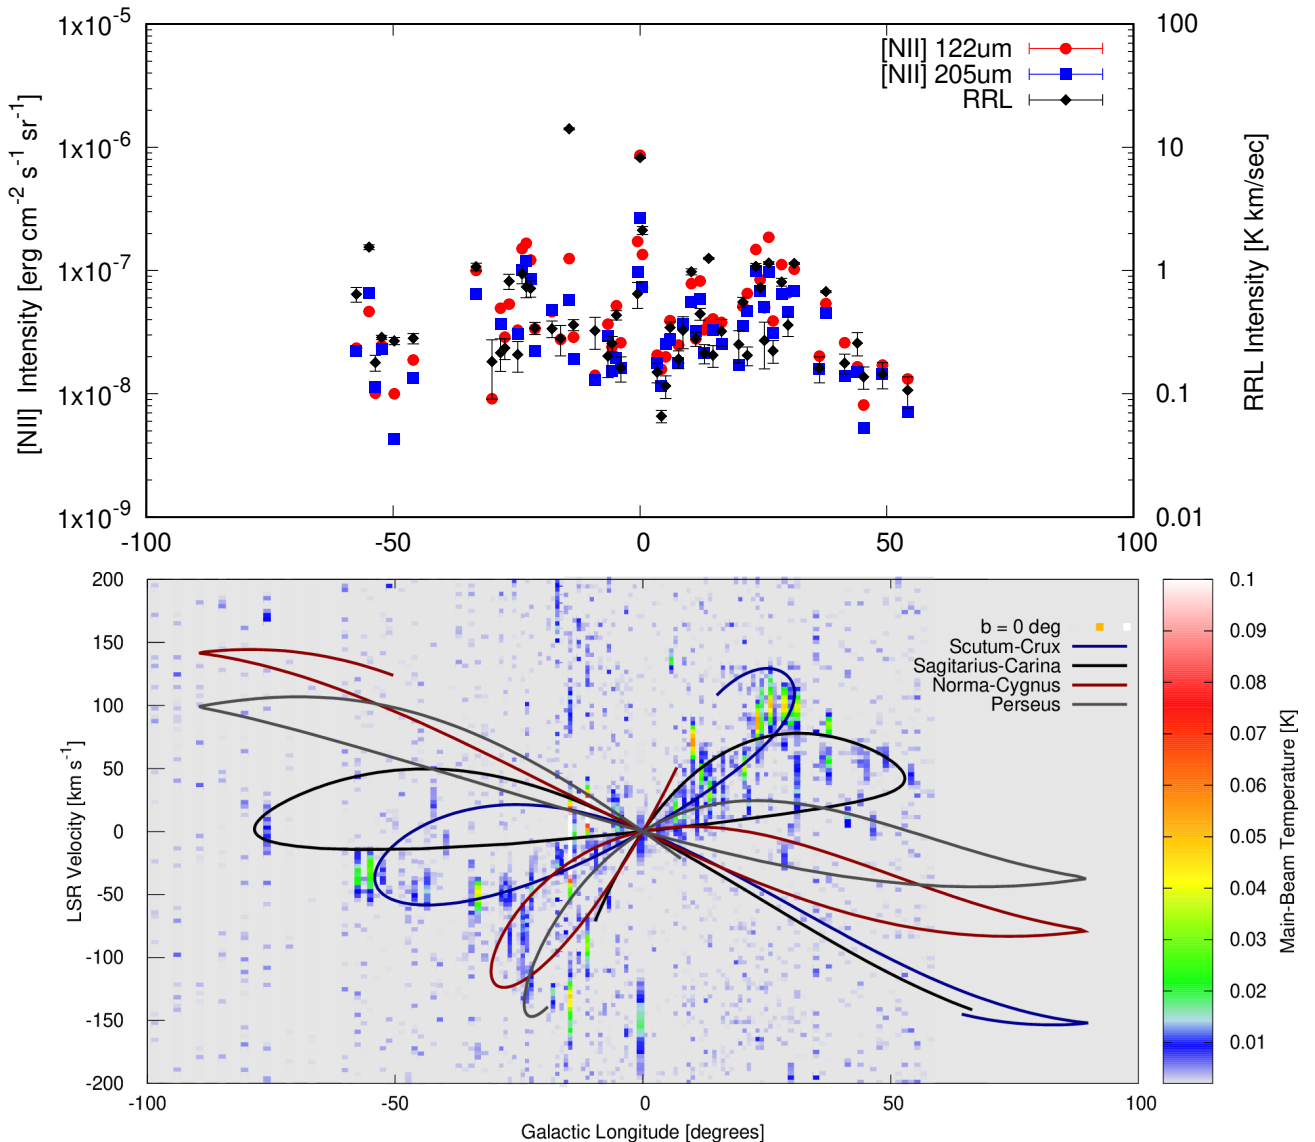 [NII] Intensity [erg cm-2 s-1 sr-1]
1x10-5
1x10-6
1x10-7
1x10-8
1x10-9
[NII] 122um
[NII] 205um
RRL
100
10
1
0.1
0.01
RRL Intensity [K km/sec]
-100
-50
0
50
100
LSR Velocity [km s-1]
200
150
100
50
0
-50
-100
-150
-200
b = 0 deg
Scutum-Crux
Sagitarius-Carina
Norma-Cygnus
Perseus
0.1
0.09
0.08
0.07
0.06
0.05
0.04
0.03
0.02
0.01
Main-Beam Temperature [K]
-100
-50
0
50
100
Galactic Longitude [degrees]